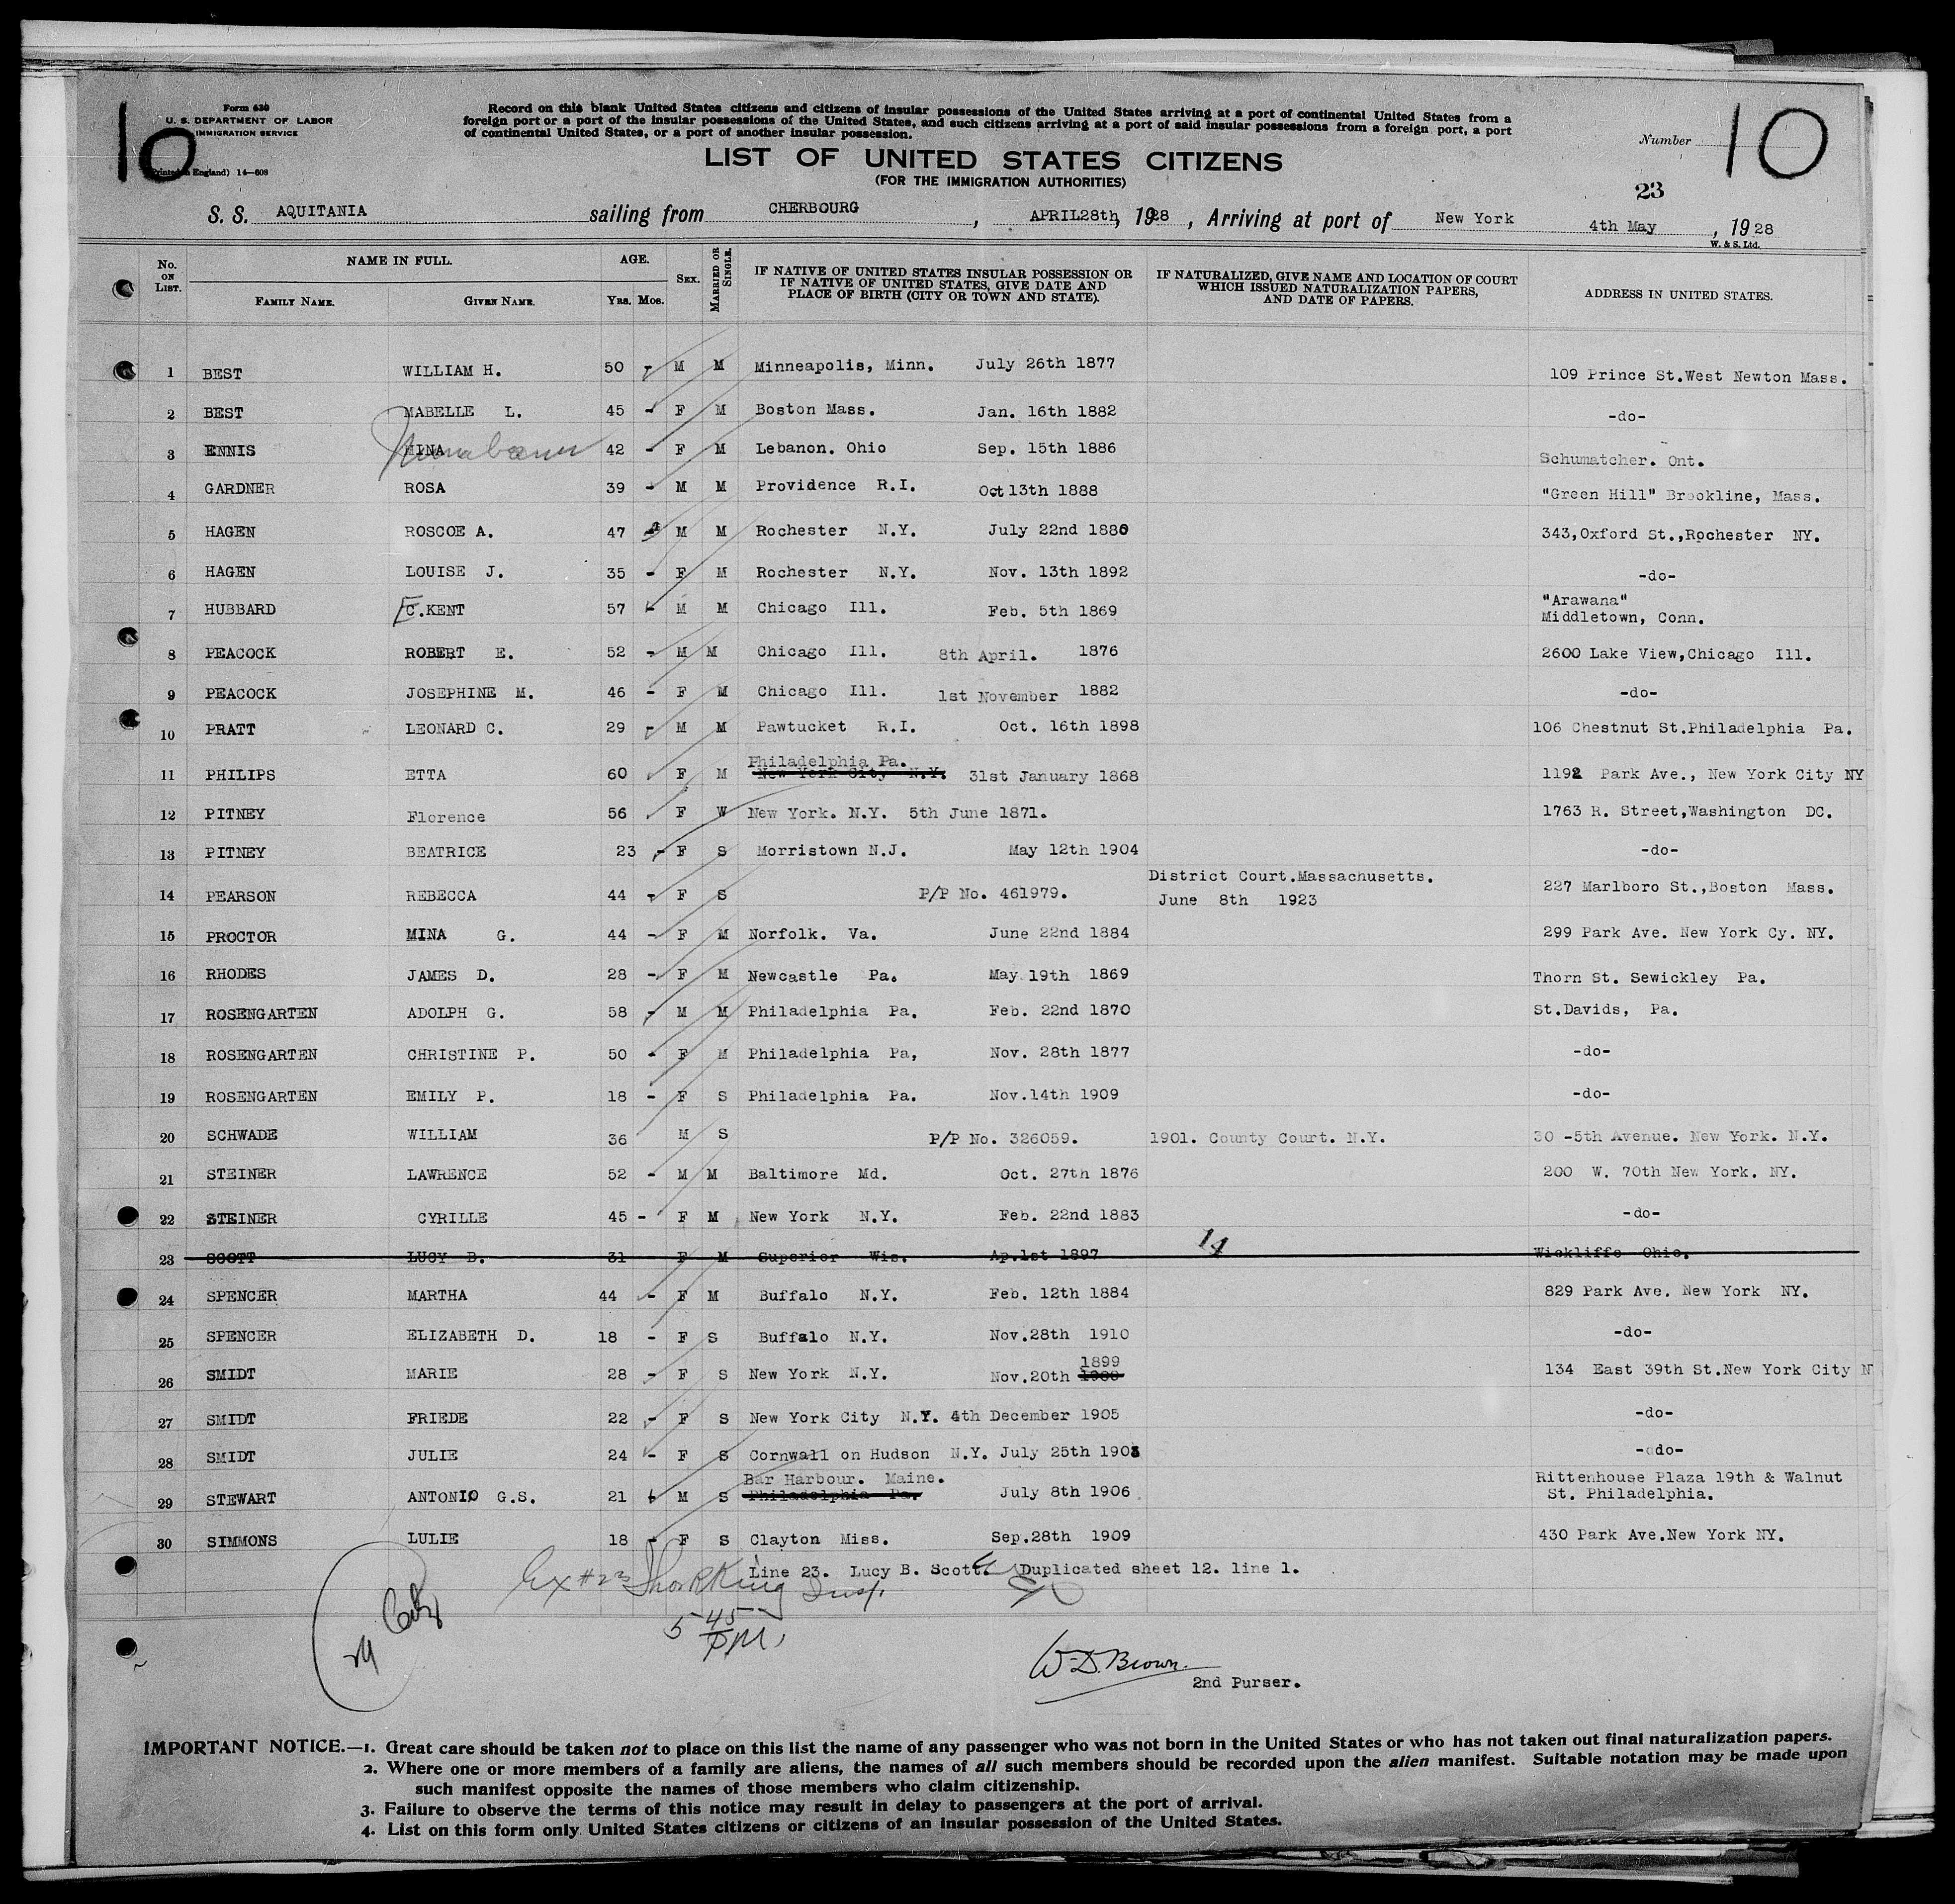 10
Form 630
U. S. DEPARTMENT OF LABOR
IMMIGRATION SERVICE
(Printed in England) 14—608
Record on this blank United States citizens and citizens of insular possessions of the United States arriving at a port of continental United States from a
foreign port or a port of the insular possessions of the United States, and such citizens arriving at a port of said insular possessions from a foreign port, a port
of continental United States, or a port of another insular possession.
LIST OF UNITED STATES CITIZENS
(FOR THE IMMIGRATION AUTHORITIES)
Number 10
23
S. S. AQUITANIA sailing from CHERBOURG, APRIL 28th, 1928, Arriving at port of New York 4th May, 1928
W. & S. Ltd.
No. ON LIST. NAME IN FULL. FAMILY NAME. GIVEN NAME. AGE. YRS. MOS. SEX. MARRIED OR SINGLE. IF NATIVE OF UNITED STATES INSULAR POSSESSION OR IF NATIVE OF UNITED STATES, GIVE DATE AND PLACE OF BIRTH (CITY OR TOWN AND STATE). IF NATURALIZED, GIVE NAME AND LOCATION OF COURT WHICH ISSUED NATURALIZATION PAPERS, AND DATE OF PAPERS. ADDRESS IN UNITED STATES.
1 BEST WILLIAM H. 50 - M M Minneapolis, Minn. July 26th 1877 109 Prince St.West Newton Mass.
2 BEST MABELLE L. 45 - F M Boston Mass. Jan. 16th 1882 -do-
3 ENNIS MINA 42 - F M Lebanon. Ohio Sep. 15th 1886 Schumatcher. Ont.
4 GARDNER ROSA 39 - M M Providence R.I. Oct 13th 1888 "Green Hill" Brookline, Mass.
5 HAGEN ROSCOE A. 47 M M Rochester N.Y. July 22nd 1880 343,Oxford St.,Rochester NY.
6 HAGEN LOUISE J. 35 - F M Rochester N.Y. Nov. 13th 1892 -do-
7 HUBBARD C.KENT 57 - M M Chicago Ill. Feb. 5th 1869 "Arawana" Middletown, Conn.
8 PEACOCK ROBERT E. 52 - M M Chicago Ill. 8th April. 1876 2600 Lake View,Chicago Ill.
9 PEACOCK JOSEPHINE M. 46 - F M Chicago Ill. 1st November 1882 -do-
10 PRATT LEONARD C. 29 - M M Pawtucket R.I. Oct. 16th 1898 106 Chestnut St.Philadelphia Pa.
11 PHILIPS ETTA 60 F M Philadelphia Pa. New York City N.Y. 31st January 1868 1192 Park Ave., New York City NY
12 PITNEY Florence 56 F W New York. N.Y. 5th June 1871. 1763 R. Street,Washington DC.
13 PITNEY BEATRICE 23 - F S Morristown N.J. May 12th 1904 -do-
14 PEARSON REBECCA 44 - F S P/P No. 461979. District Court.Massachusetts. June 8th 1923 227 Marlboro St.,Boston Mass.
15 PROCTOR MINA G. 44 - F M Norfolk. Va. June 22nd 1884 299 Park Ave. New York Cy. NY.
16 RHODES JAMES D. 28 - F M Newcastle Pa. May 19th 1869 Thorn St. Sewickley Pa.
17 ROSENGARTEN ADOLPH G. 58 - M M Philadelphia Pa. Feb. 22nd 1870 St.Davids, Pa.
18 ROSENGARTEN CHRISTINE P. 50 - F M Philadelphia Pa, Nov. 28th 1877 -do-
19 ROSENGARTEN EMILY P. 18 - F S Philadelphia Pa. Nov.14th 1909 -do-
20 SCHWADE WILLIAM 36 M S P/P No. 326059. 1901. County Court. N.Y. 30 -5th Avenue. New York. N.Y.
21 STEINER LAWRENCE 52 - M M Baltimore Md. Oct. 27th 1876 200 W. 70th New York. NY.
22 STEINER CYRILLE 45 - F M New York N.Y. Feb. 22nd 1883 -do-
23 SCOTT LUCY B. 31 - F M Superior Wis. Ap.1st 1897 14 Wickliffe Ohio.
24 SPENCER MARTHA 44 - F M Buffalo N.Y. Feb. 12th 1884 829 Park Ave. New York NY.
25 SPENCER ELIZABETH D. 18 - F S Buffalo N.Y. Nov.28th 1910 -do-
26 SMIDT MARIE 28 - F S New York N.Y. Nov.20th 1899 1900 134 East 39th St.New York City N
27 SMIDT FRIEDE 22 - F S New York City N.Y. 4th December 1905 -do-
28 SMIDT JULIE 24 - F S Cornwall on Hudson N.Y. July 25th 1903 -do-
29 STEWART ANTONIO G.S. 21 M S Bar Harbour. Maine. Philadelphia Pa. July 8th 1906 Rittenhouse Plaza 19th & Walnut St. Philadelphia.
30 SIMMONS LULIE 18 - F S Clayton Miss. Sep.28th 1909 430 Park Ave.New York NY.
Line 23. Lucy B. Scott. Duplicated sheet 12. line 1.
Ex #23
5 45 PM
W. D. Brown.
2nd Purser.
IMPORTANT NOTICE.—1. Great care should be taken not to place on this list the name of any passenger who was not born in the United States or who has not taken out final naturalization papers.
2. Where one or more members of a family are aliens, the names of all such members should be recorded upon the alien manifest. Suitable notation may be made upon
such manifest opposite the names of those members who claim citizenship.
3. Failure to observe the terms of this notice may result in delay to passengers at the port of arrival.
4. List on this form only United States citizens or citizens of an insular possession of the United States.